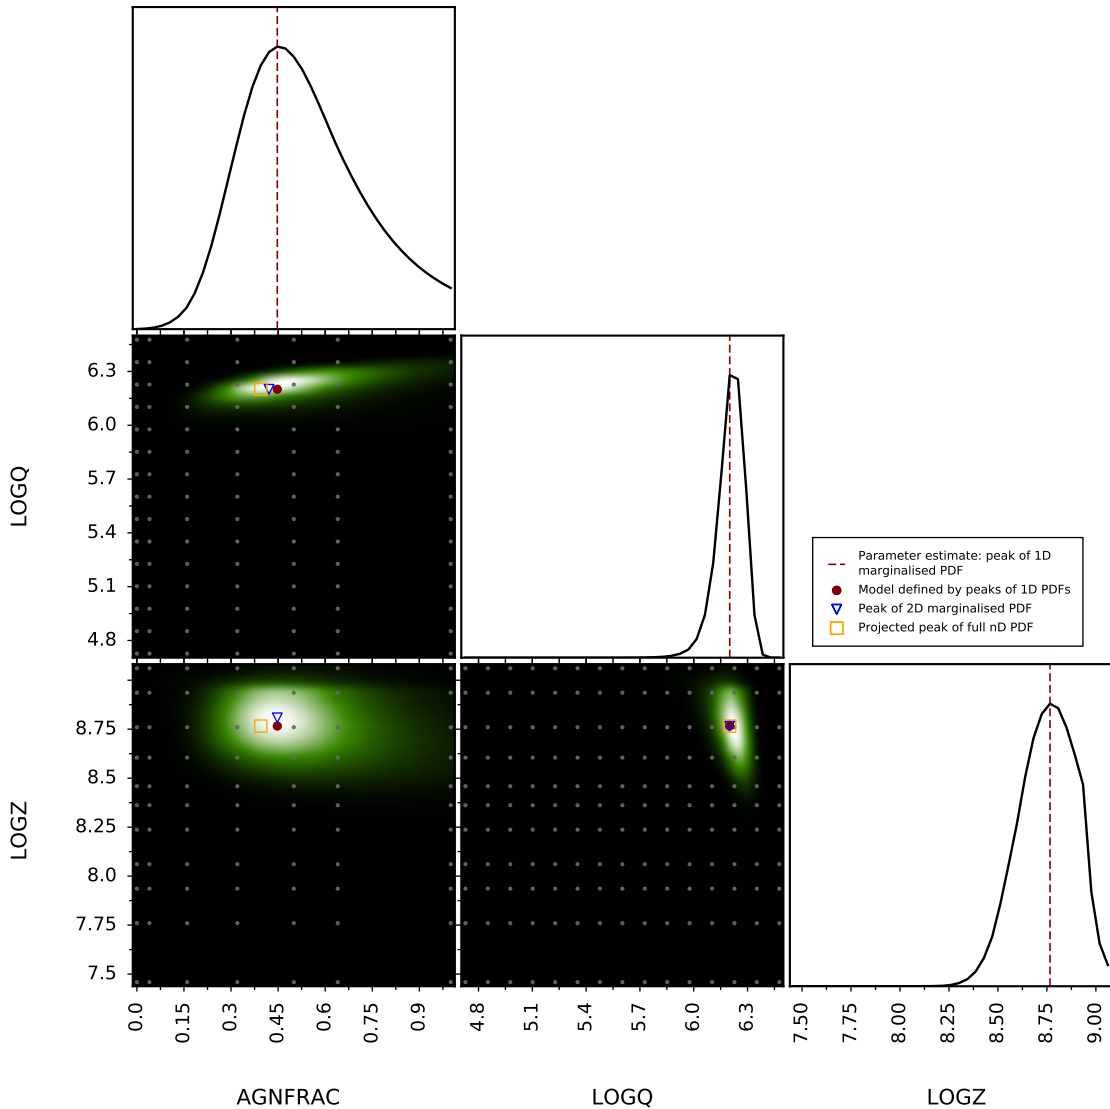 6.3
6.0
5.7
5.4
5.1
4.8
LOGQ
Parameter estimate: peak of 1D
marginalised PDF
Model defined by peaks of 1D PDFs
Peak of 2D marginalised PDF
Projected peak of full nD PDF
8.75
8.5
8.25
8.0
7.75
7.5
LOGZ
0.0 0.15 0.3 0.45 0.6 0.75 0.9
4.8 5.1 5.4 5.7 6.0 6.3
7.50 7.75 8.00 8.25 8.50 8.75 9.00
AGNFRAC LOGQ LOGZ